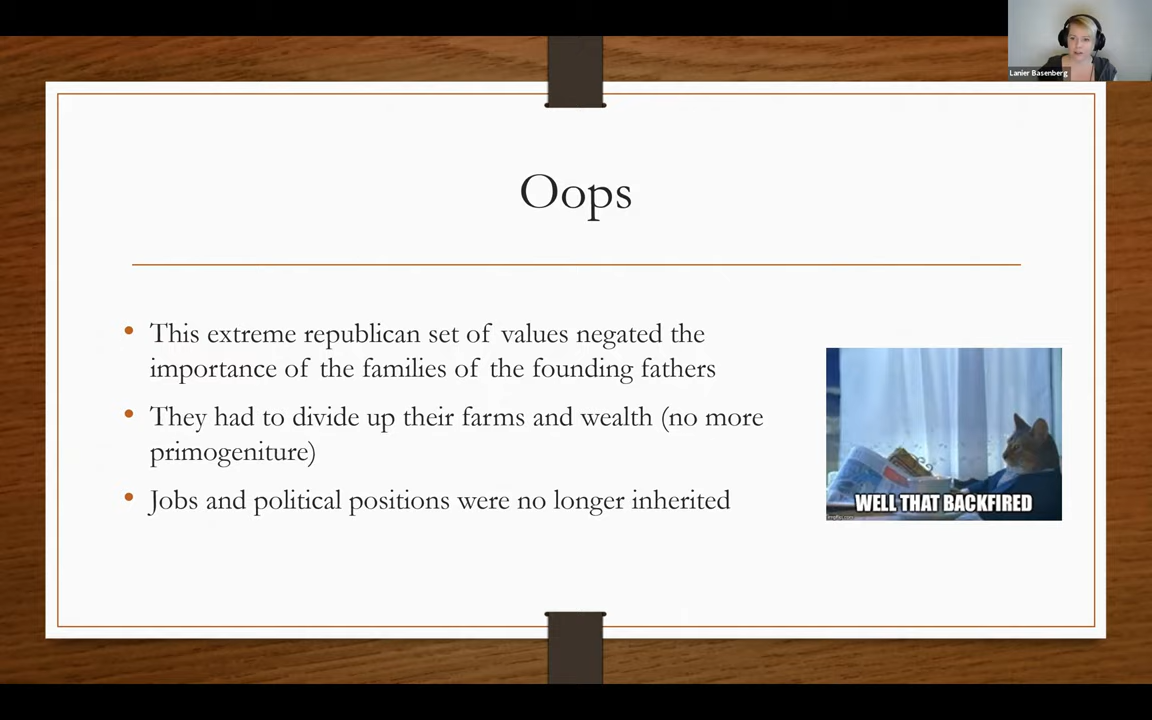 Lanier Basenberg
Oops
• This extreme republican set of values negated the
importance of the families of the founding fathers
• They had to divide up their farms and wealth (no more
primogeniture)
• Jobs and political positions were no longer inherited
WELL THAT BACKFIRED